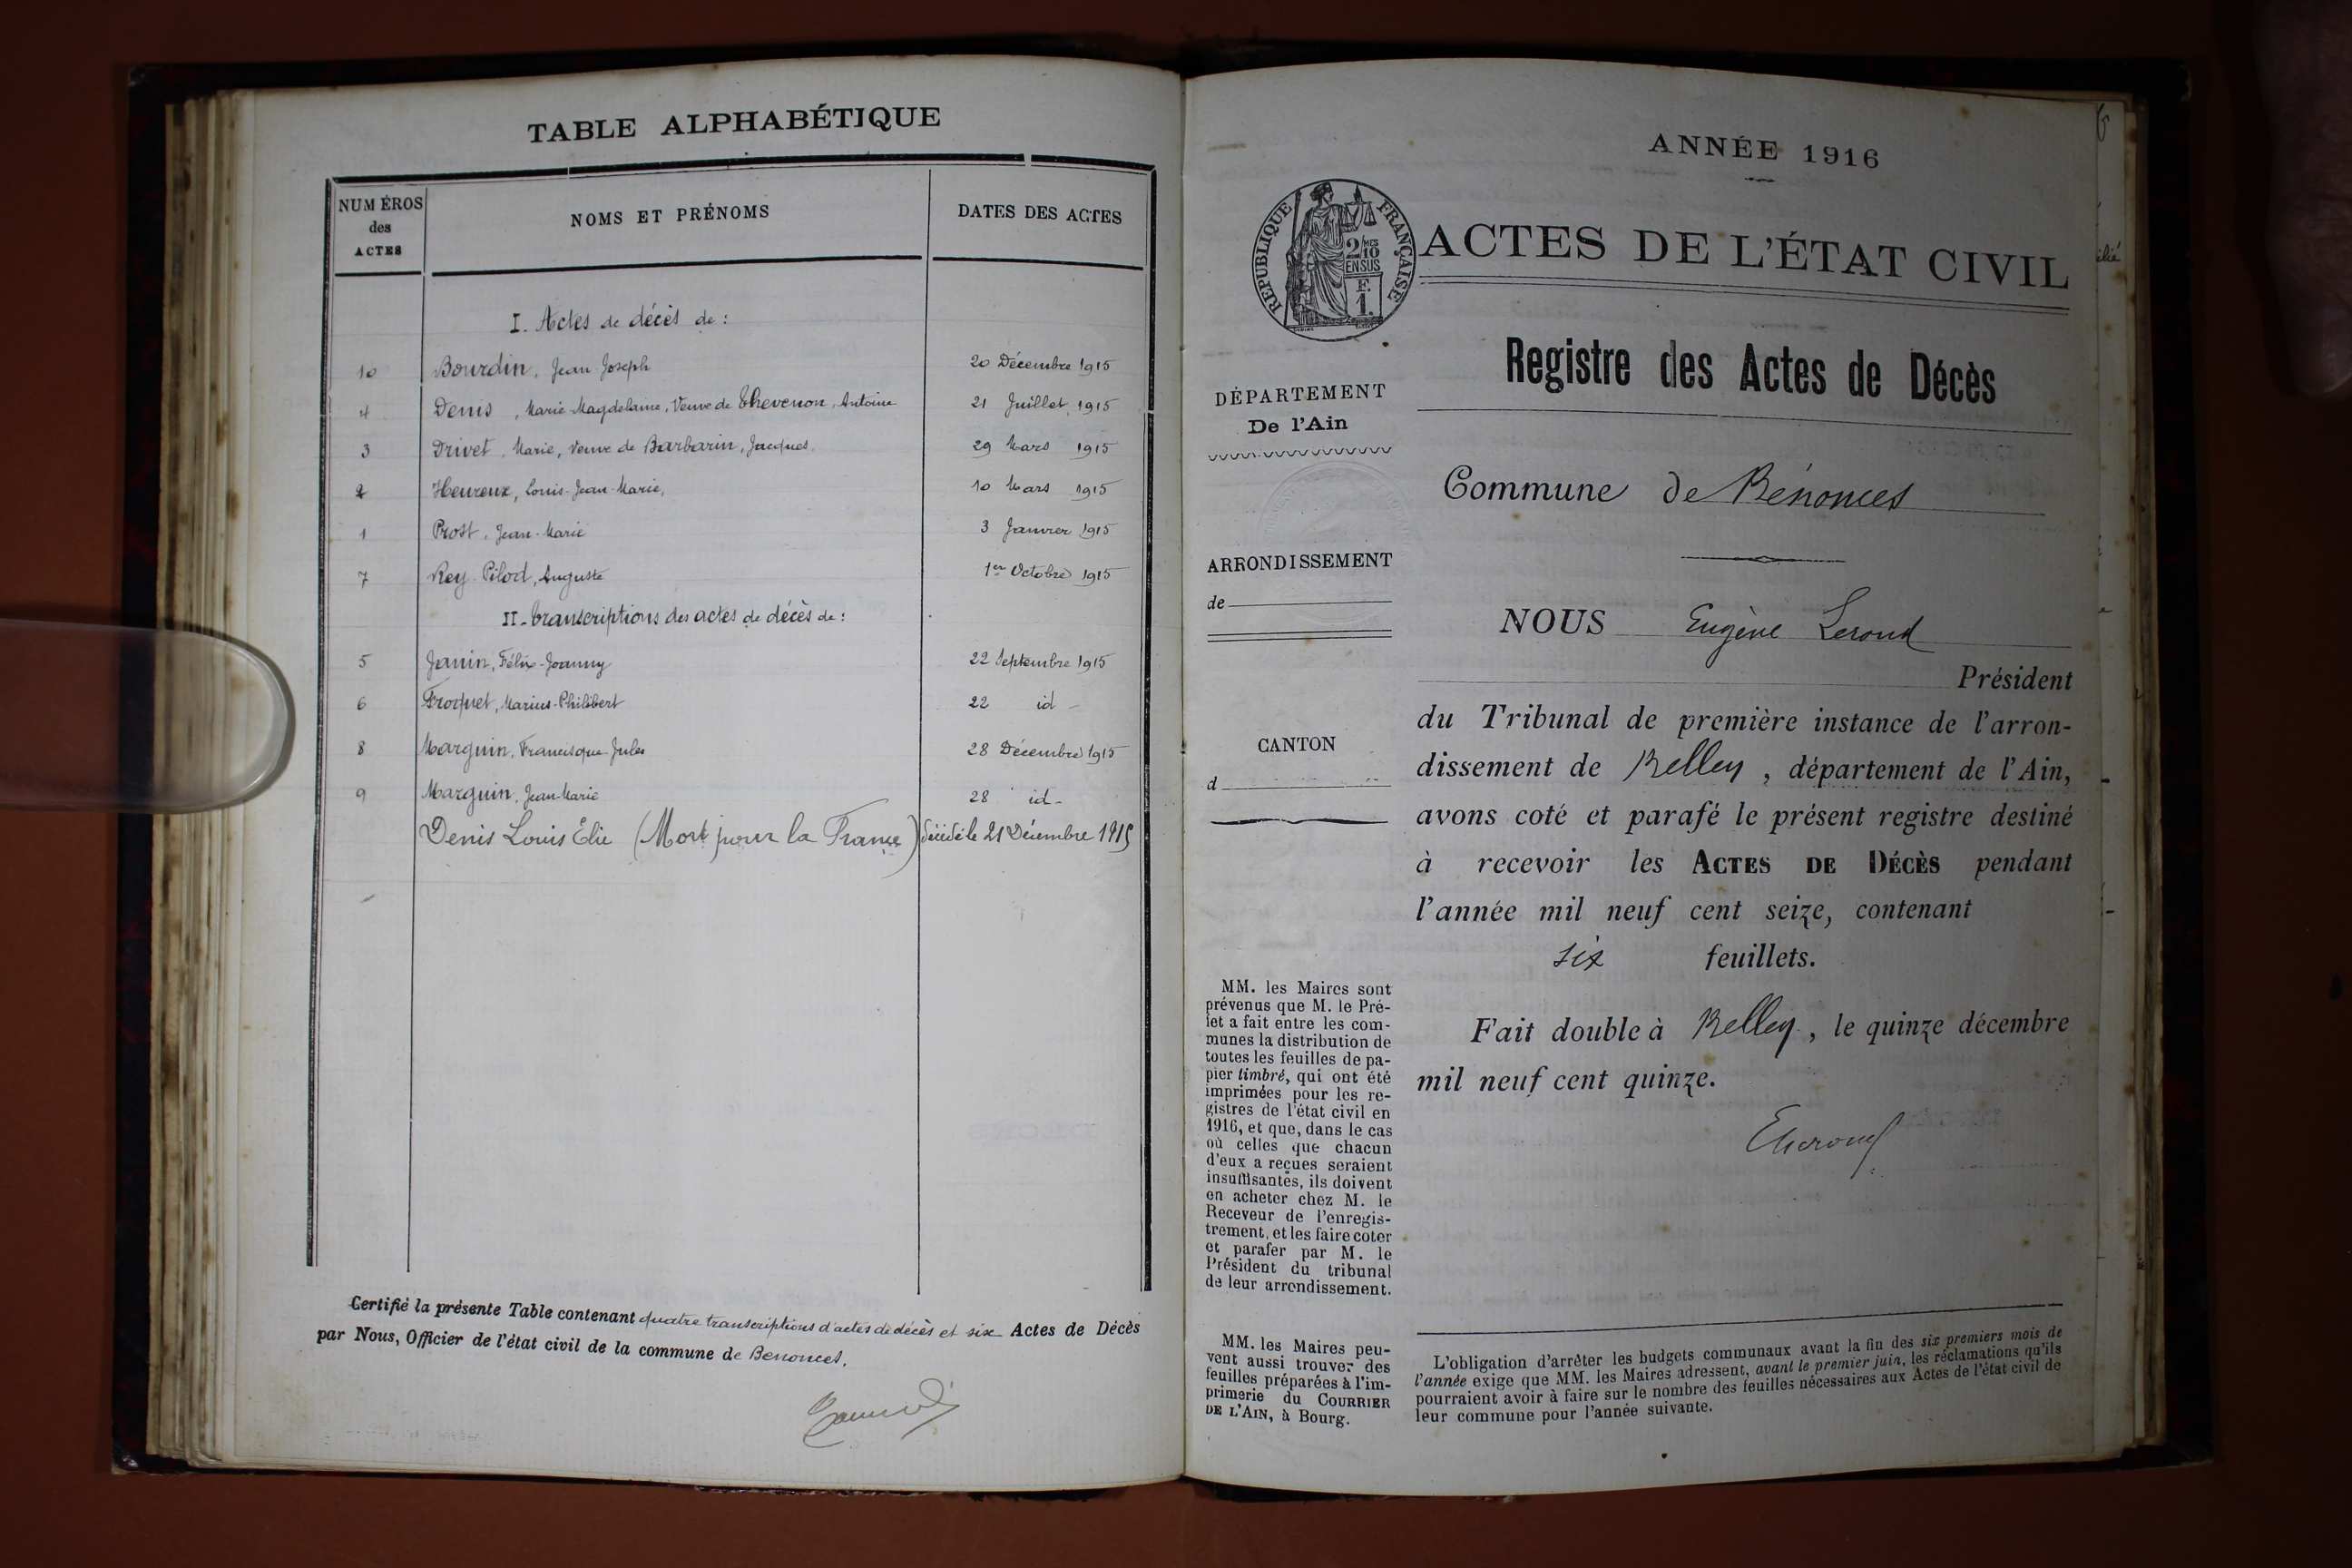 TABLE ALPHABÉTIQUE
NUMÉROS des ACTES
NOMS ET PRÉNOMS
DATES DES ACTES
I. Actes de décès de :
10 Bourdin, Jean Joseph 20 Décembre 1915
4 Denis, Marie Magdelaine, Veuve de Thevenon, Antoine 21 Juillet 1915
3 Drivet, Marie, Veuve de Barbarin, Jacques. 29 Mars 1915
2 Heureux, Louis-Jean-Marie, 10 Mars 1915
1 Prost, Jean-Marie 3 Janvier 1915
7 Rey-Pilod, Auguste 1er Octobre 1915
II-transcriptions des actes de décès de :
5 Janin, Félix-Joanny 22 Septembre 1915
6 Marius-Philibert 22 id -
8 Marguin, Francisque-Jules 28 Décembre 1915
9 Marguin, Jean-Marie 28 id-
Denis Louis Elie (Mort pour la France) décédé le 21 Décembre 1915
Certifié la présente Table contenant quatre transcriptions d'actes de décès et six Actes de Décès
par Nous, Officier de l'état civil de la commune de Benonces.
ANNÉE 1916
REPUBLIQUE FRANÇAISE
2/10 MES
EN SUS
F.
1.
ACTES DE L'ÉTAT CIVIL
Registre des Actes de Décès
DÉPARTEMENT
De l'Ain
ARRONDISSEMENT
de
CANTON
d
MM. les Maires sont
prévenus que M. le Pré-
fet a fait entre les com-
munes la distribution de
toutes les feuilles de pa-
pier timbré, qui ont été
imprimées pour les re-
gistres de l'état civil en
1916, et que, dans le cas
où celles que chacun
d'eux a reçues seraient
insuffisantes, ils doivent
en acheter chez M. le
Receveur de l'enregis-
trement, et les faire coter
et parafer par M. le
Président du tribunal
de leur arrondissement.
MM. les Maires peu-
vent aussi trouver des
feuilles préparées à l'im-
primerie du COURRIER
DE L'AIN, à Bourg.
Commune de Bénonces
NOUS Eugène Lerond
Président
du Tribunal de première instance de l'arron-
dissement de Belley, département de l'Ain,
avons coté et parafé le présent registre destiné
à recevoir les ACTES DE DÉCÈS pendant
l'année mil neuf cent seize, contenant
six feuillets.
Fait double à Belley, le quinze décembre
mil neuf cent quinze.
ELerond
L'obligation d'arrêter les budgets communaux avant la fin des six premiers mois de
l'année exige que MM. les Maires adressent, avant le premier juin, les réclamations qu'ils
pourraient avoir à faire sur le nombre des feuilles nécessaires aux Actes de l'état civil de
leur commune pour l'année suivante.